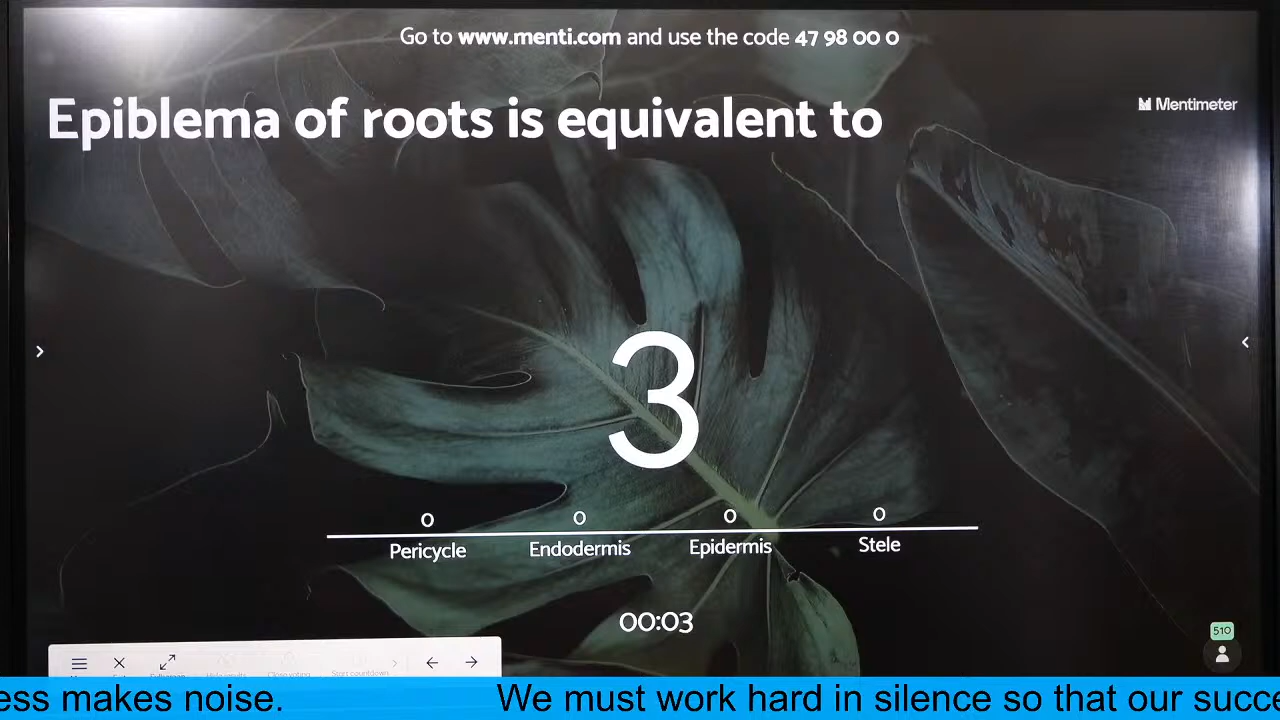 Go to www.menti.com and use the code 47 98 00 0
Epiblema of roots is equivalent to
Mentimeter
3
0 0 0 0
Pericycle Endodermis Epidermis Stele
00:03
510
Start countdown
ess makes noise. We must work hard in silence so that our succe